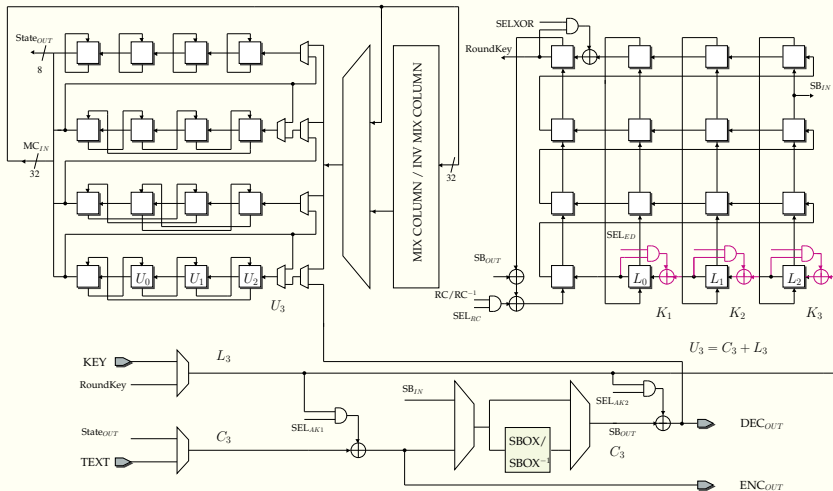 State_OUT
8
MC_IN
32
U_0
U_1
U_2
U_3
MIX COLUMN / INV MIX COLUMN
32
SELXOR
RoundKey
SB_IN
SEL_ED
SB_OUT
RC/RC^-1
SEL_RC
L_0
L_1
L_2
K_1
K_2
K_3
U_3 = C_3 + L_3
KEY
L_3
RoundKey
SB_IN
SEL_AK1
SEL_AK2
State_OUT
C_3
TEXT
SBOX/
SBOX^-1
SB_OUT
C_3
DEC_OUT
ENC_OUT